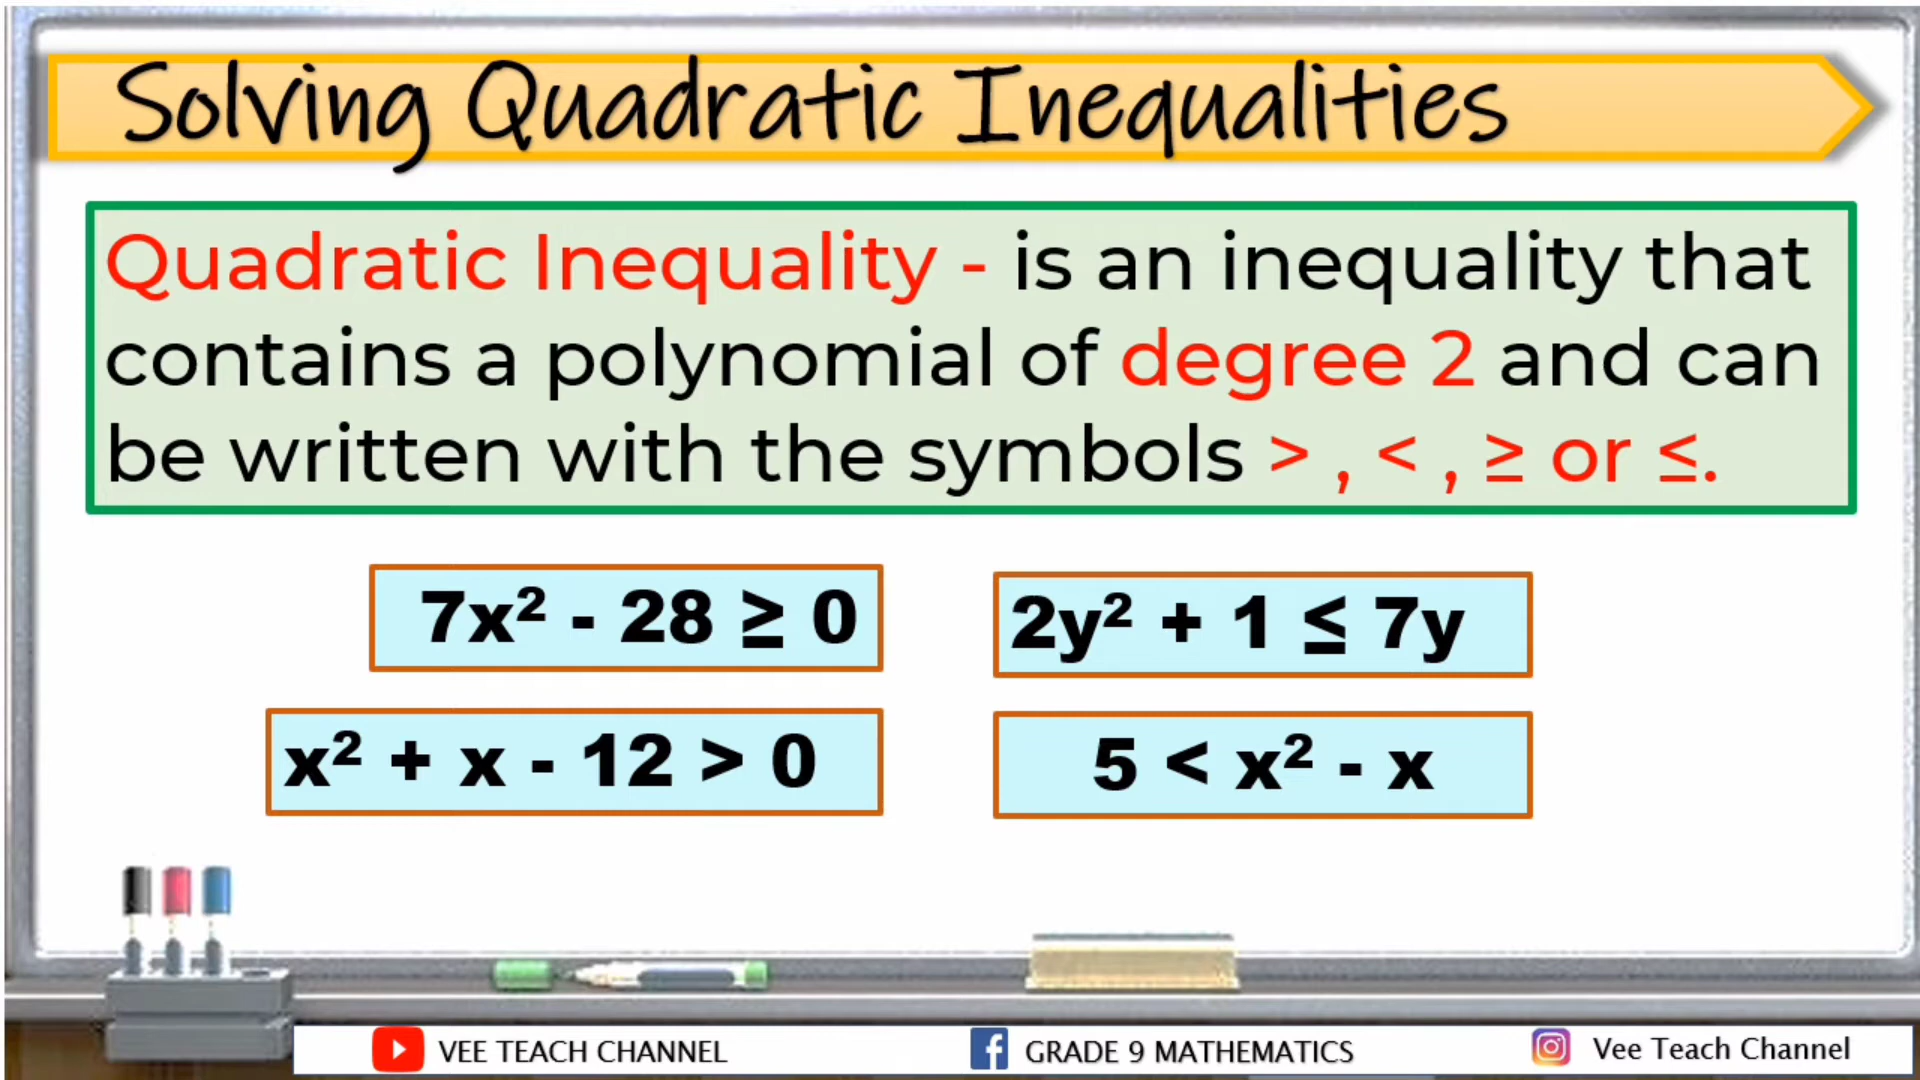 Solving Quadratic Inequalities
Quadratic Inequality - is an inequality that
contains a polynomial of degree 2 and can
be written with the symbols > , < , ≥ or ≤.
7x² - 28 ≥ 0
2y² + 1 ≤ 7y
x² + x - 12 > 0
5 < x² - x
VEE TEACH CHANNEL
GRADE 9 MATHEMATICS
Vee Teach Channel